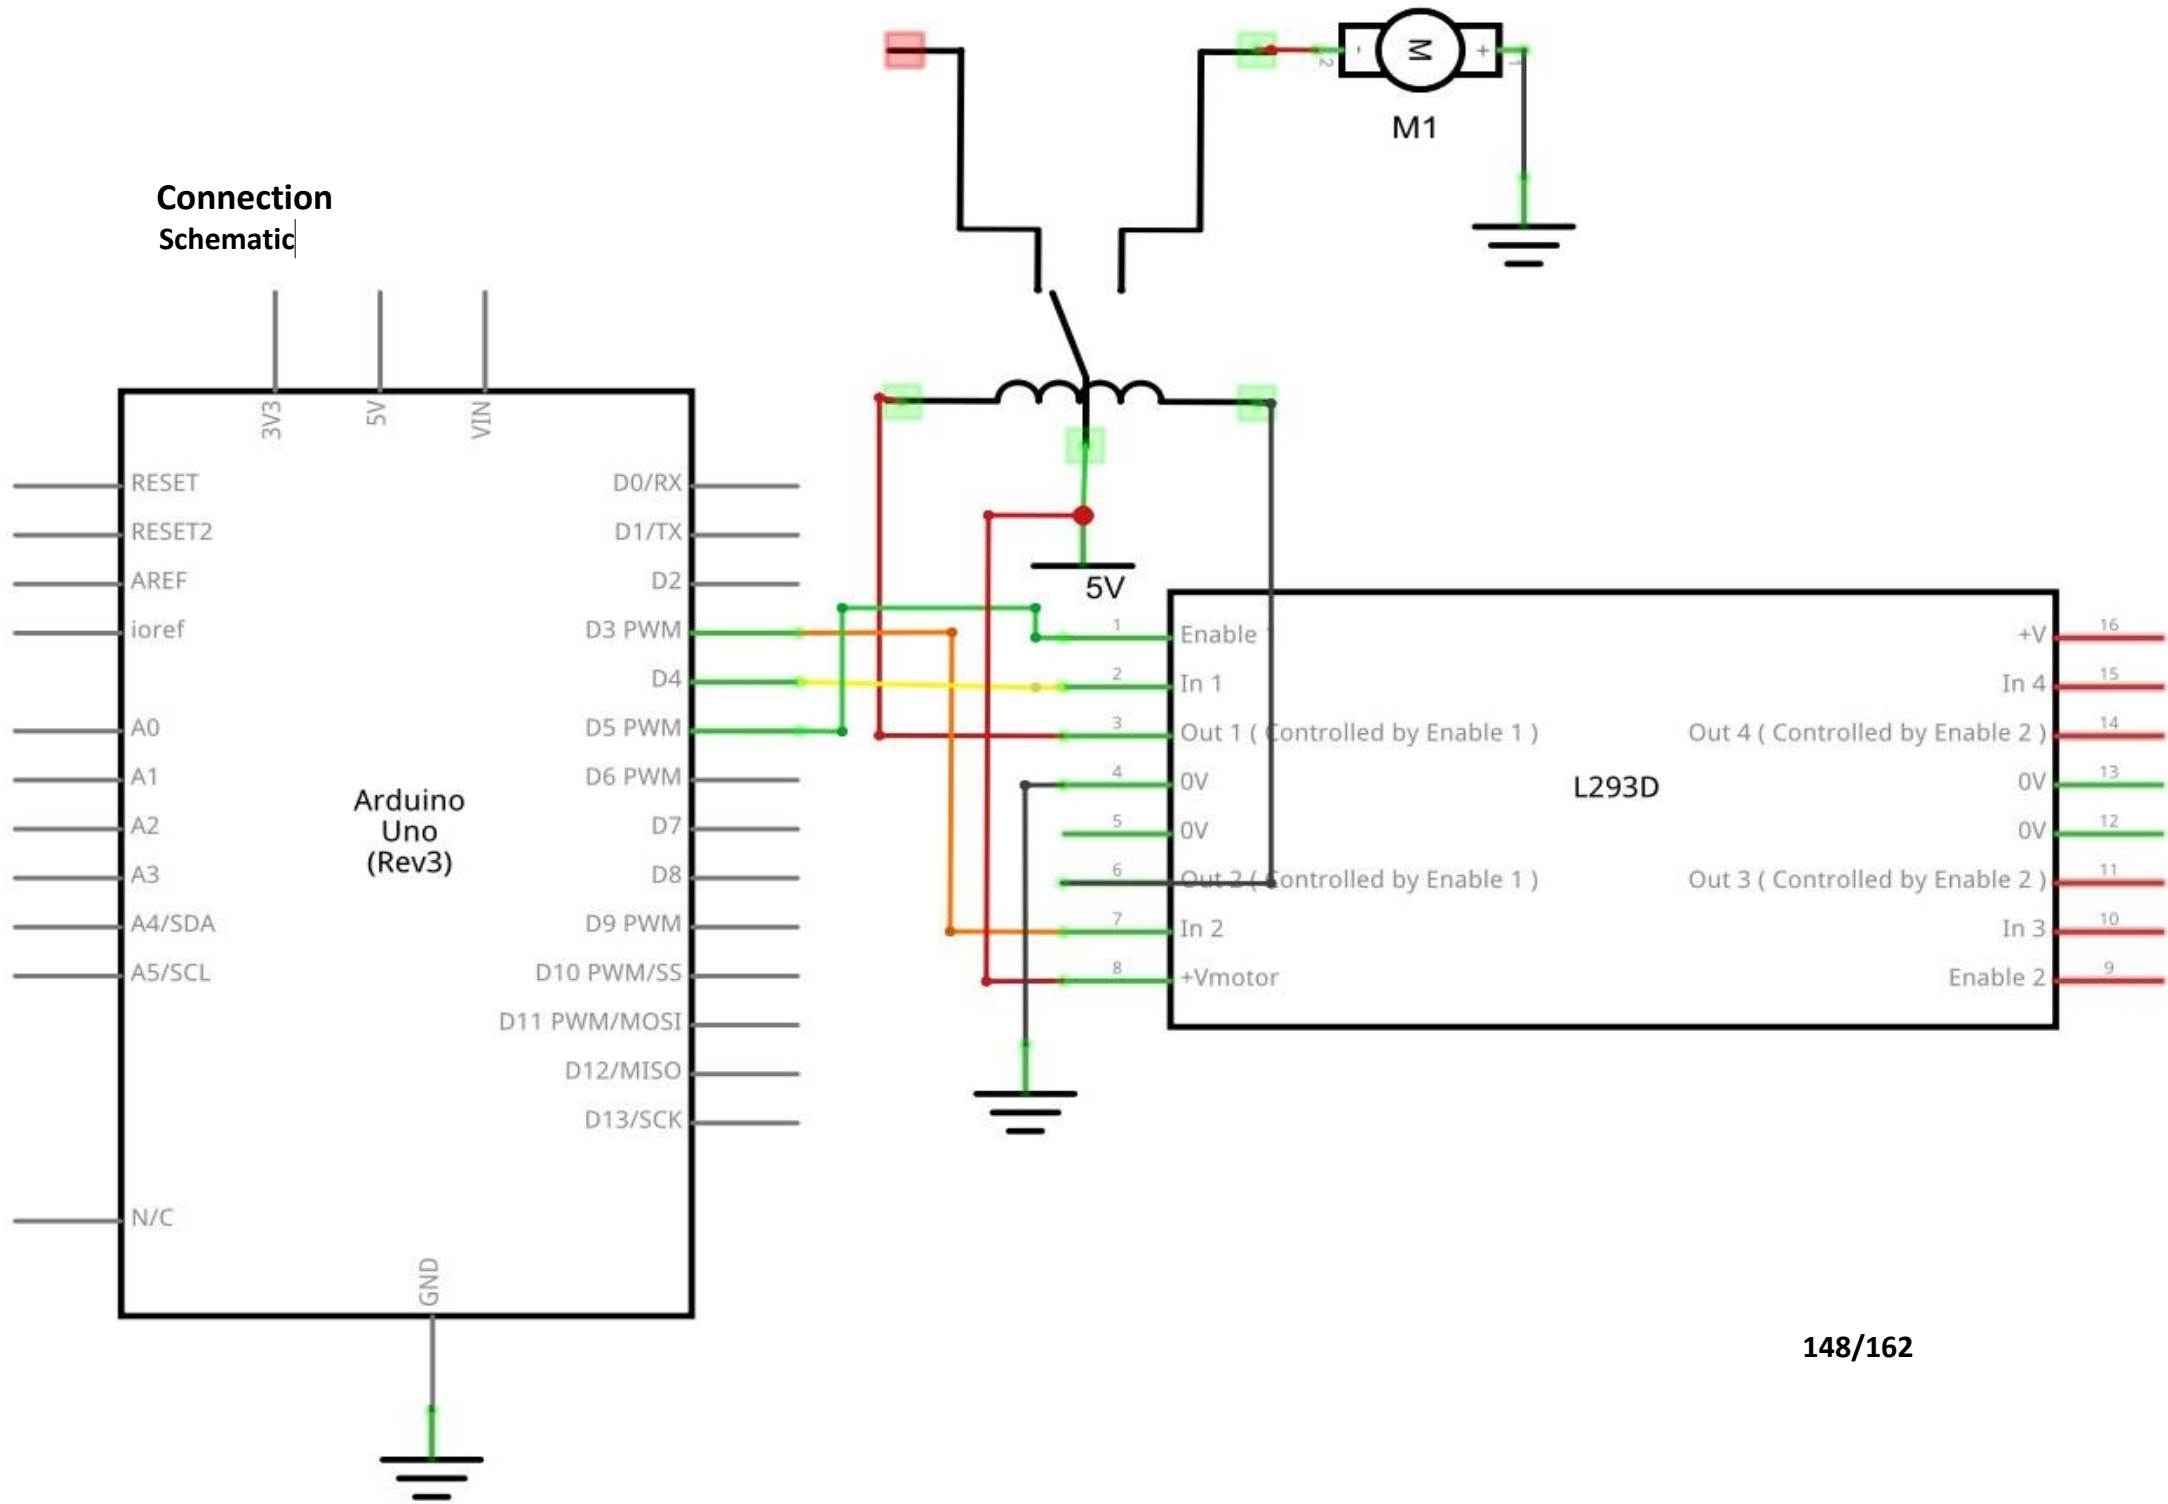 - M +
2 1
M1
Connection
Schematic
3V3 5V VIN
RESET D0/RX
RESET2 D1/TX
AREF D2
ioref D3 PWM
D4
A0 D5 PWM
A1 D6 PWM
A2 D7
A3 D8
A4/SDA D9 PWM
A5/SCL D10 PWM/SS
D11 PWM/MOSI
D12/MISO
D13/SCK
N/C
GND
Arduino
Uno
(Rev3)
5V
1 Enable +V 16
2 In 1 In 4 15
3 Out 1 ( Controlled by Enable 1 ) Out 4 ( Controlled by Enable 2 ) 14
4 0V 0V 13
5 0V 0V 12
6 Out 2 ( Controlled by Enable 1 ) Out 3 ( Controlled by Enable 2 ) 11
7 In 2 In 3 10
8 +Vmotor Enable 2 9
L293D
148/162